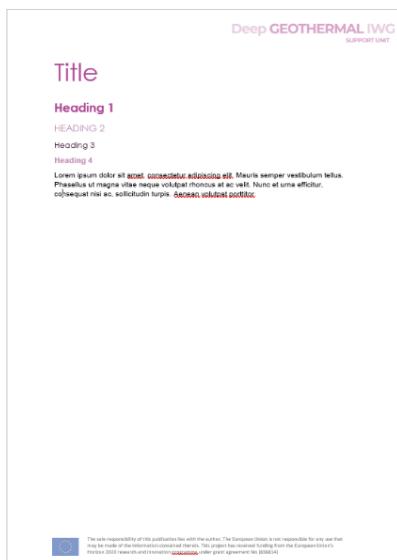 Deep GEOTHERMAL IWG
SUPPORT UNIT
Title
Heading 1
HEADING 2
Heading 3
Heading 4
Lorem ipsum dolor sit amet, consectetur adipiscing elit. Mauris semper vestibulum tellus.
Phasellus ut magna vitae neque volutpat rhoncus at ac velit. Nunc et urna efficitur,
consequat nisi ac, sollicitudin turpis. Aenean volutpat porttitor.
The sole responsibility of this publication lies with the author. The European Union is not responsible for any use that
may be made of the information contained therein. This project has received funding from the European Union's
Horizon 2020 research and innovation programme under grant agreement No